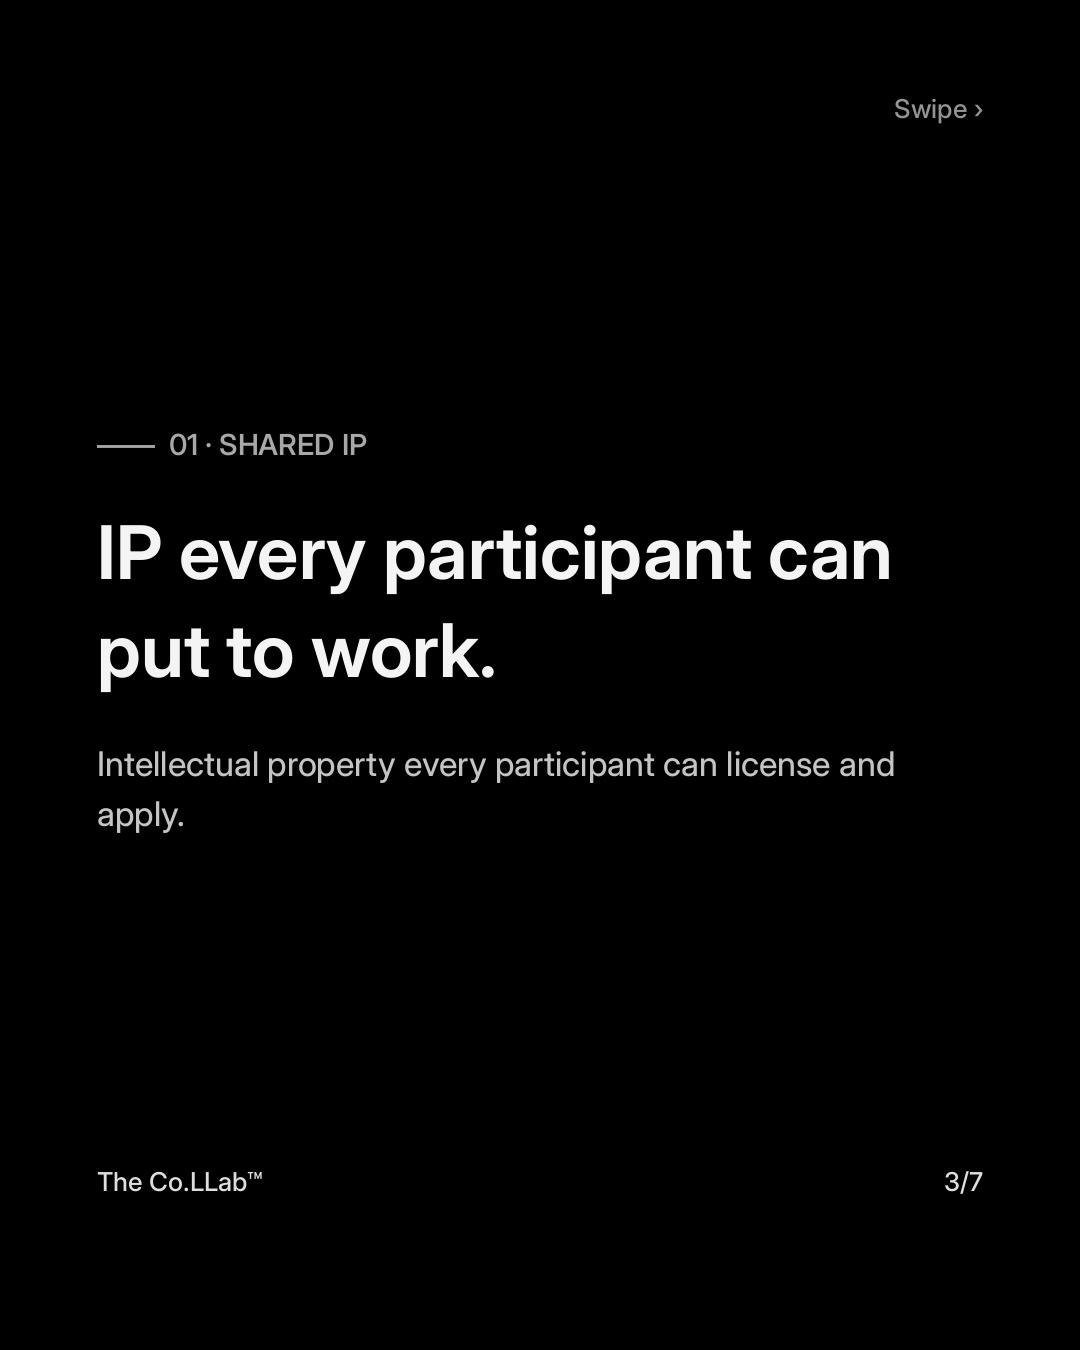 Swipe ›
01 · SHARED IP
IP every participant can
put to work.
Intellectual property every participant can license and
apply.
The Co.LLab™
3/7